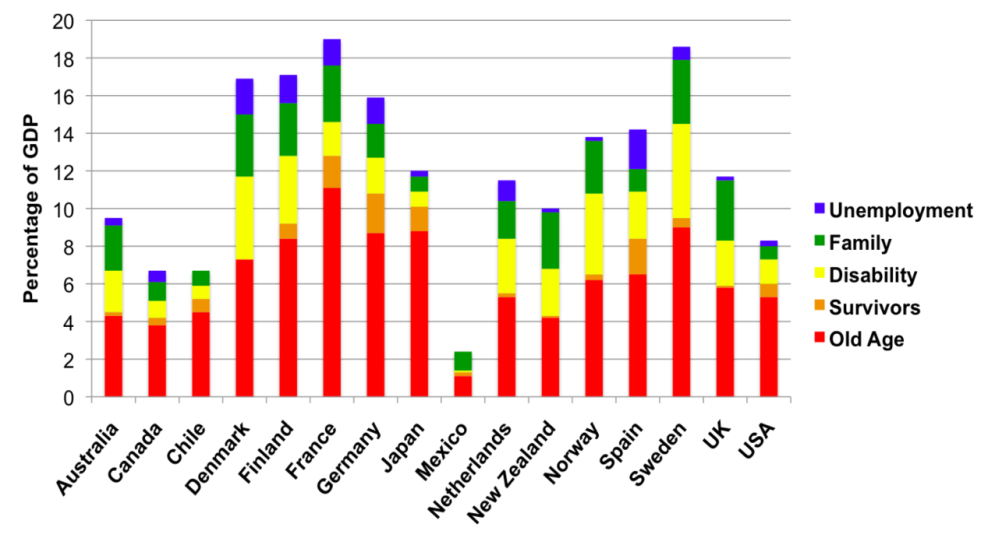 20
18
16
14
12
10
8
6
4
2
0
Percentage of GDP
Australia
Canada
Chile
Denmark
Finland
France
Germany
Japan
Mexico
Netherlands
New Zealand
Norway
Spain
Sweden
UK
USA
Unemployment
Family
Disability
Survivors
Old Age